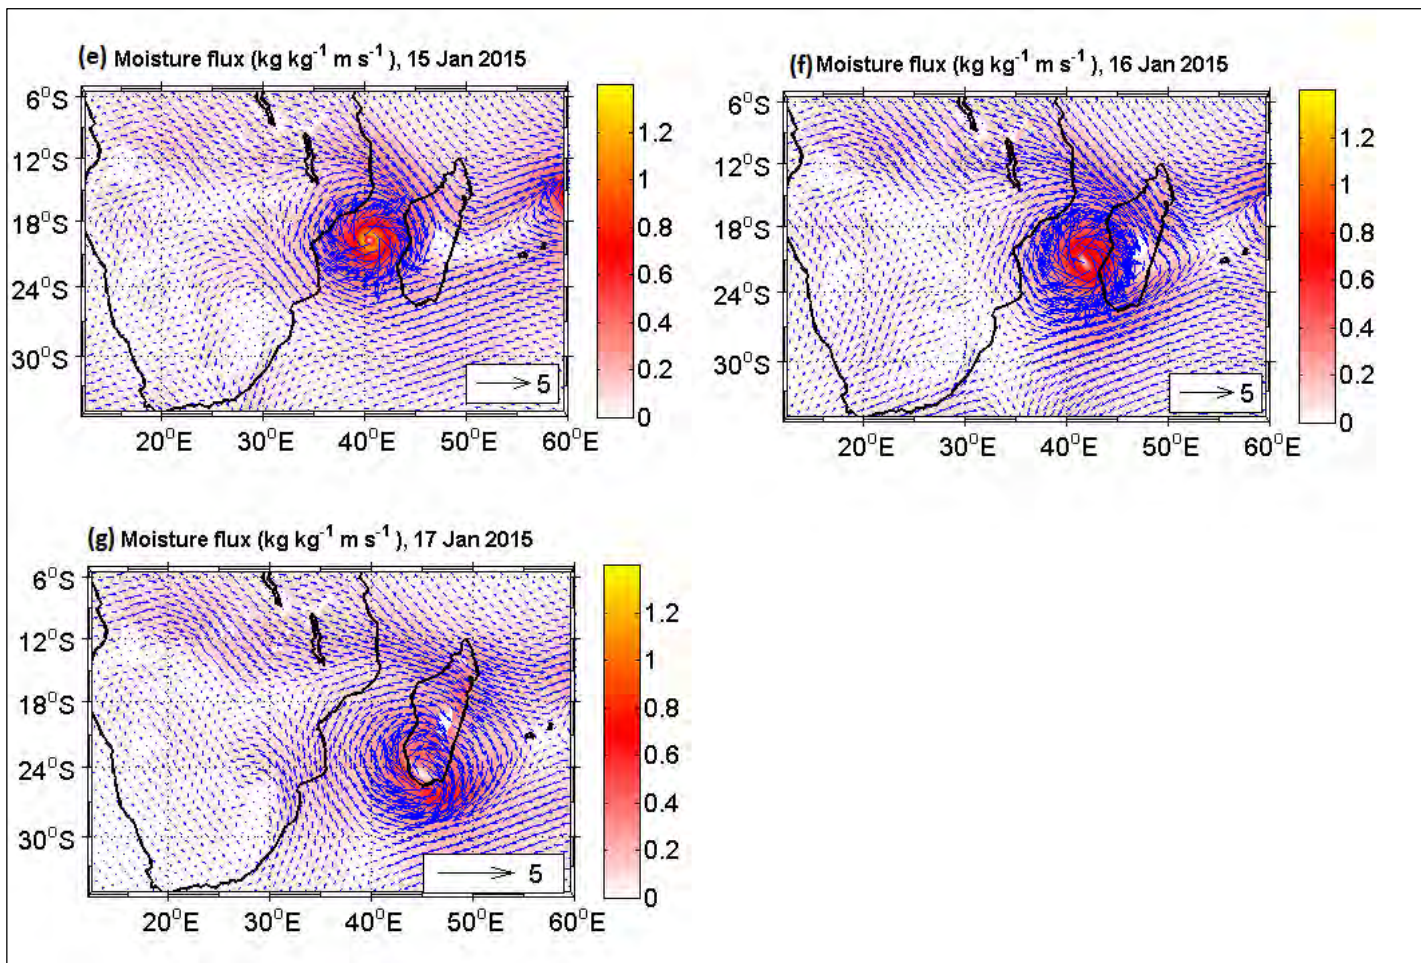 (e) Moisture flux (kg kg⁻¹ m s⁻¹ ), 15 Jan 2015
6°S
12°S
18°S
24°S
30°S
20°E 30°E 40°E 50°E 60°E
5
1.2
1
0.8
0.6
0.4
0.2
0
(f) Moisture flux (kg kg⁻¹ m s⁻¹ ), 16 Jan 2015
6°S
12°S
18°S
24°S
30°S
20°E 30°E 40°E 50°E 60°E
5
1.2
1
0.8
0.6
0.4
0.2
0
(g) Moisture flux (kg kg⁻¹ m s⁻¹ ), 17 Jan 2015
6°S
12°S
18°S
24°S
30°S
20°E 30°E 40°E 50°E 60°E
5
1.2
1
0.8
0.6
0.4
0.2
0